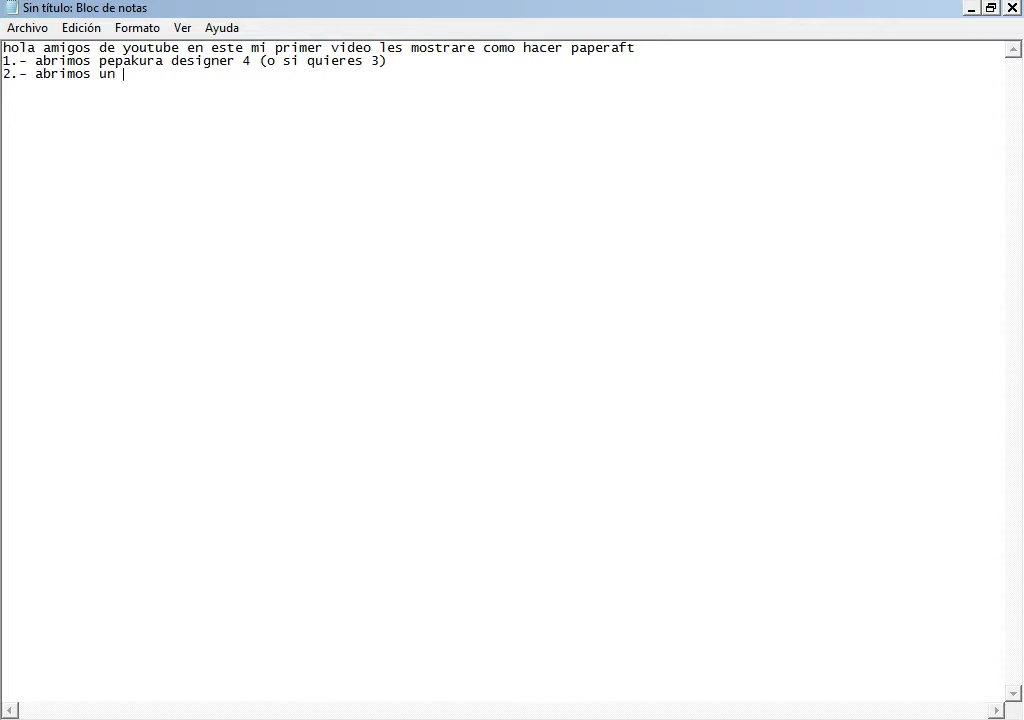 Sin título: Bloc de notas
Archivo Edición Formato Ver Ayuda
hola amigos de youtube en este mi primer video les mostrare como hacer paperaft
1.- abrimos pepakura designer 4 (o si quieres 3)
2.- abrimos un